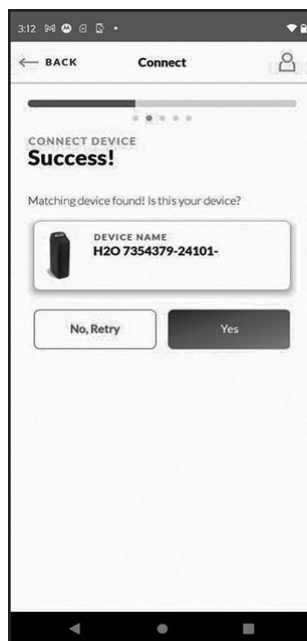 3:12
← BACK Connect
CONNECT DEVICE
Success!
Matching device found! Is this your device?
DEVICE NAME
H2O 7354379-24101-
No, Retry Yes